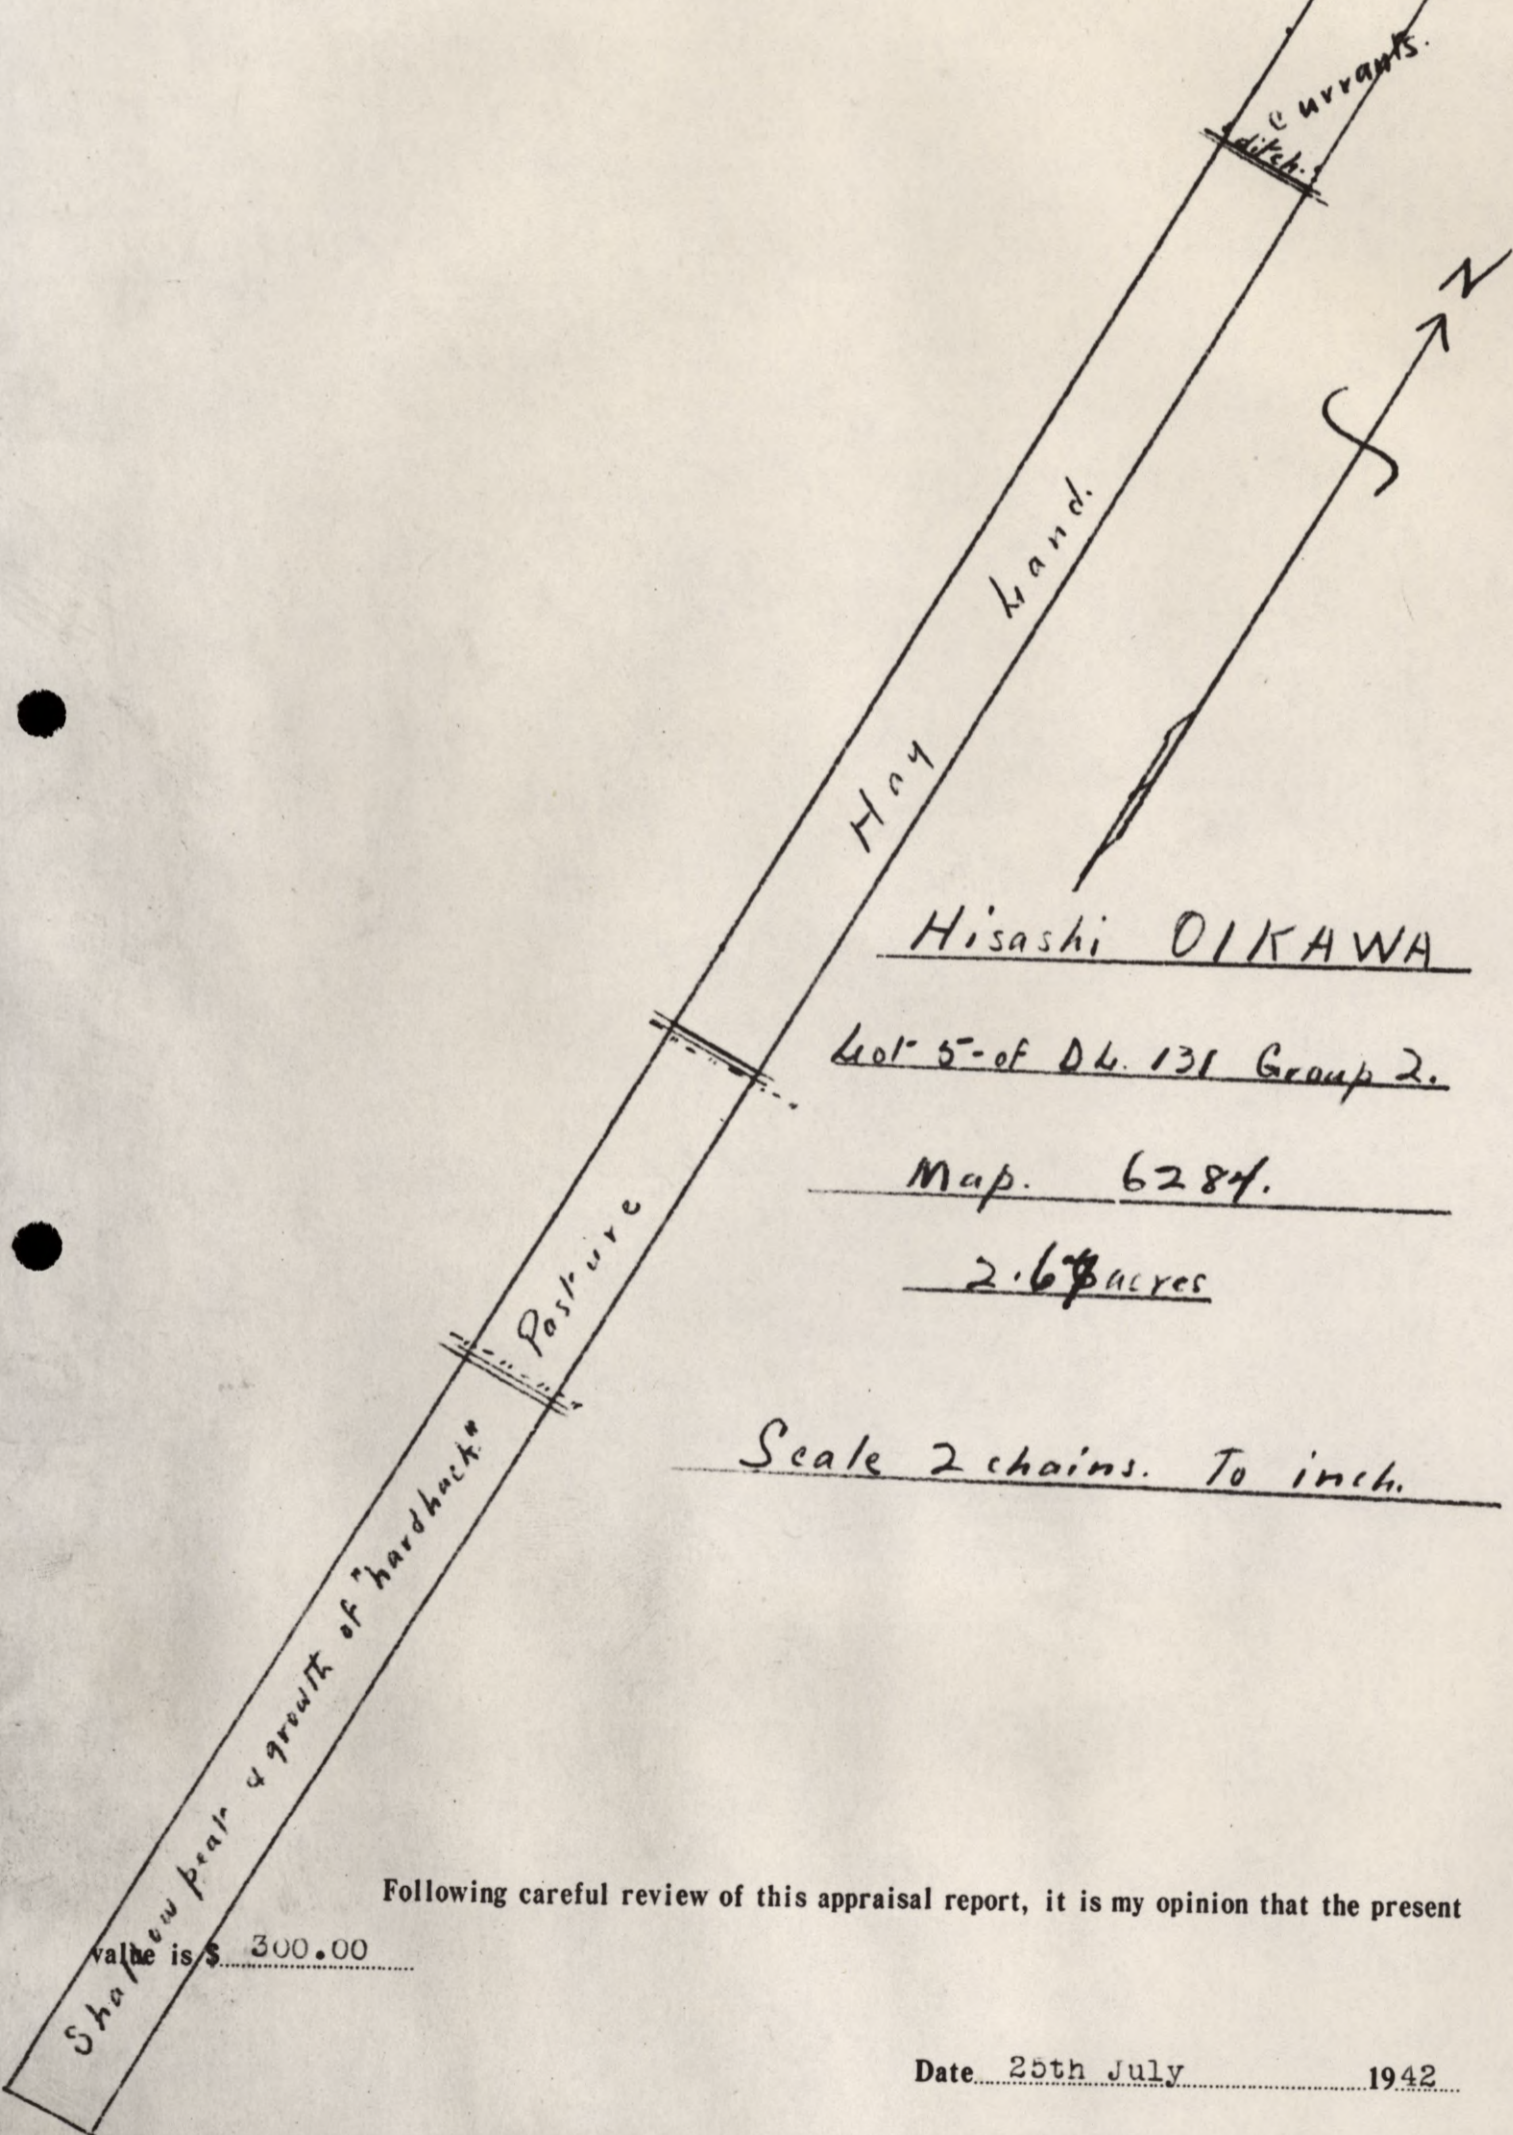 Currants.
ditch.
N
Hay Land.
Hisashi OIKAWA
Lot 5 - of D L. 131 Group 2.
Map. 6284.
Pasture
acres
Scale 2 chains. To inch.
Shallow peat & growth of "hardhack"
Following careful review of this appraisal report, it is my opinion that the present
value is $ 300.00
Date 25th July 1942